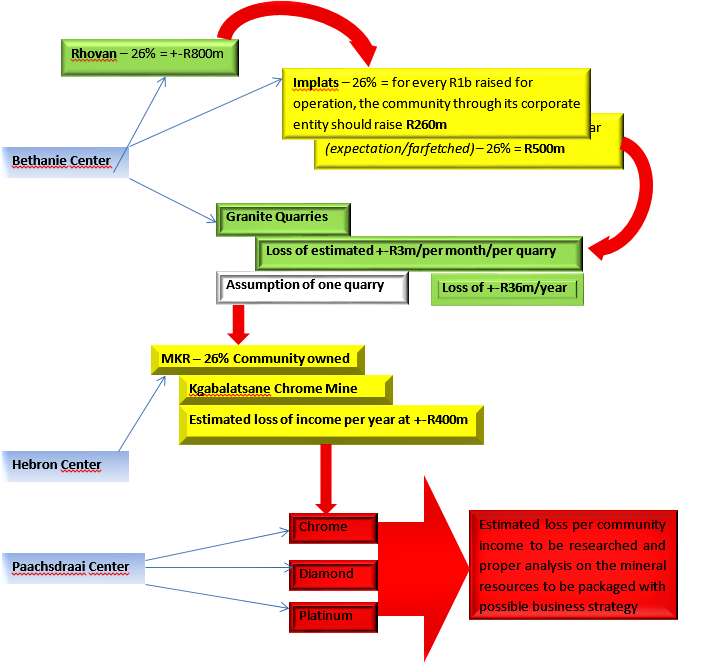 Rhovan – 26% = +-R800m
Implats – 26% = for every R1b raised for
operation, the community through its corporate
entity should raise R260m
ar
(expectation/farfetched) – 26% = R500m
Bethanie Center
Granite Quarries
Loss of estimated +-R3m/per month/per quarry
Assumption of one quarry
Loss of +-R36m/year
MKR – 26% Community owned
Kgabalatsane Chrome Mine
Estimated loss of income per year at +-R400m
Hebron Center
Chrome
Diamond
Platinum
Paachsdraai Center
Estimated loss per community
income to be researched and
proper analysis on the mineral
resources to be packaged with
possible business strategy